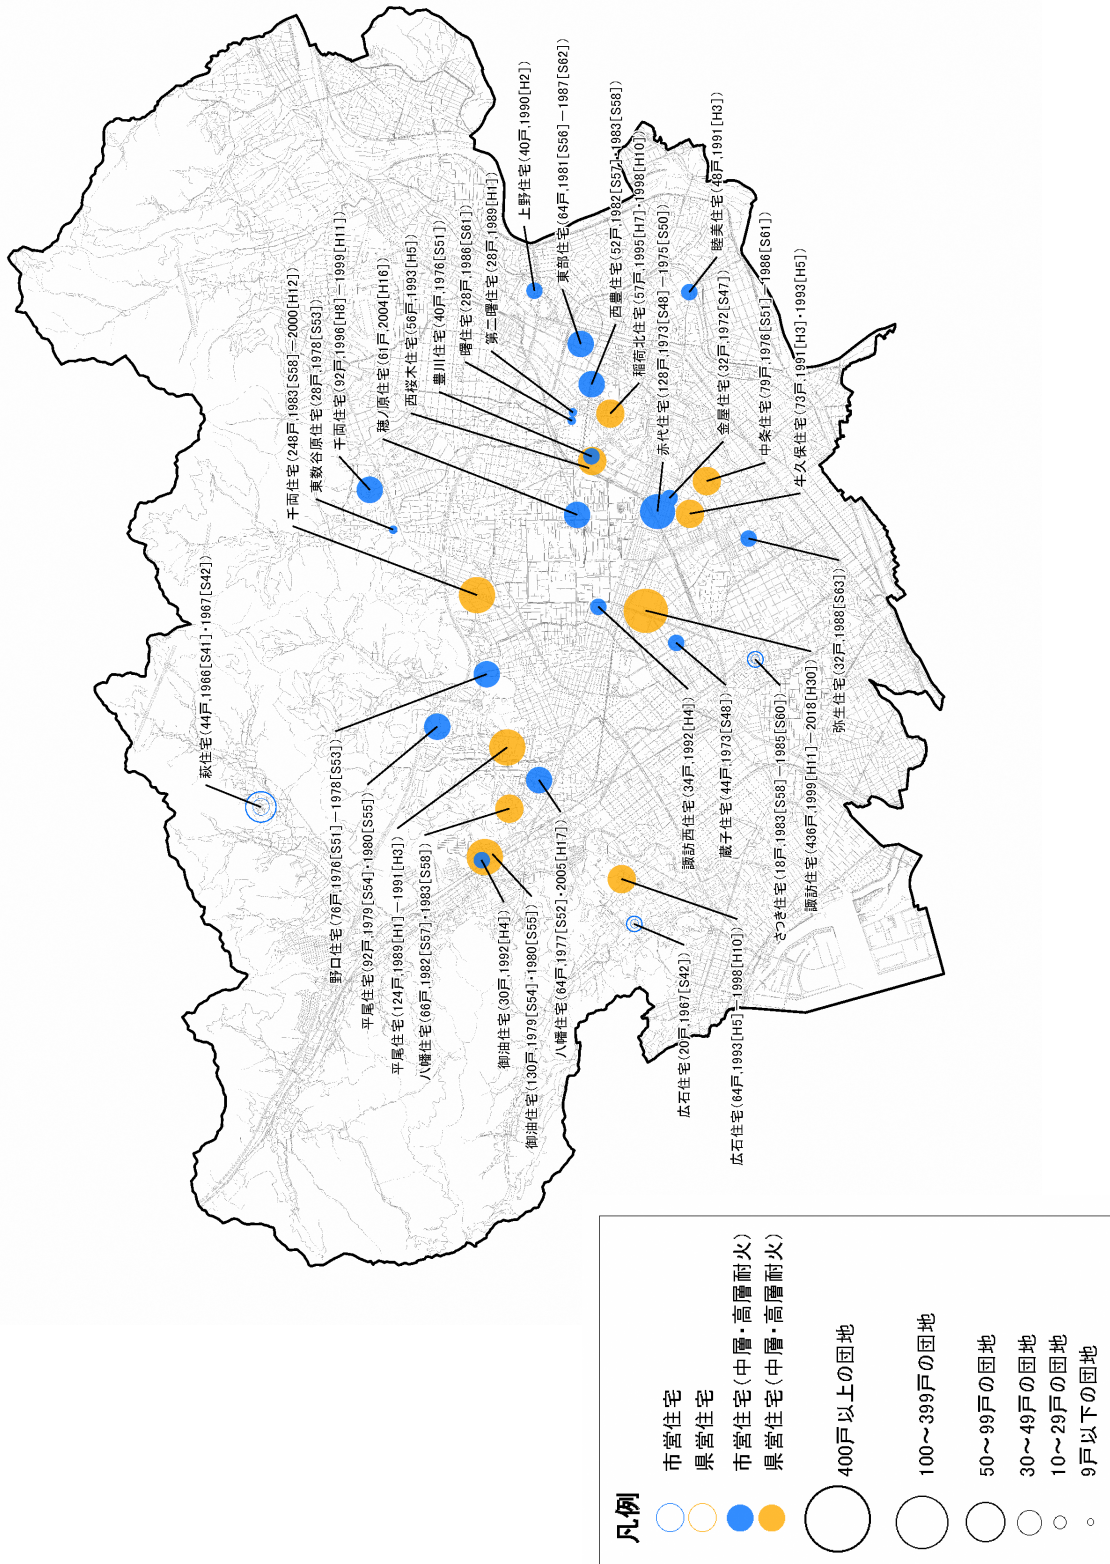 萩住宅(44戸,1966[S41]・1967[S42])
千両住宅(248戸,1983[S58]－2000[H12])
東数谷原住宅(28戸,1978[S53])
千両住宅(92戸,1996[H8]－1999[H11])
穂ノ原住宅(61戸,2004[H16])
西桜木住宅(56戸,1993[H5])
豊川住宅(40戸,1976[S51])
曙住宅(28戸,1986[S61])
第二曙住宅(28戸,1989[H1])
上野住宅(40戸,1990[H2])
東部住宅(64戸,1981[S56]－1987[S62])
西豊住宅(52戸,1982[S57]・1983[S58])
稲荷北住宅(57戸,1995[H7]・1998[H10])
赤代住宅(128戸,1973[S48]－1975[S50])
睦美住宅(48戸,1991[H3])
金屋住宅(32戸,1972[S47])
中条住宅(79戸,1976[S51]－1986[S61])
牛久保住宅(73戸,1991[H3]・1993[H5])
野口住宅(76戸,1976[S51]－1978[S53])
平尾住宅(92戸,1979[S54]・1980[S55])
平尾住宅(124戸,1989[H1]－1991[H3])
八幡住宅(66戸,1982[S57]・1983[S58])
御油住宅(30戸,1992[H4])
御油住宅(130戸,1979[S54]・1980[S55])
八幡住宅(64戸,1977[S52]・2005[H17])
広石住宅(20戸,1967[S42])
広石住宅(64戸,1993[H5]－1998[H10])
諏訪西住宅(34戸,1992[H4])
蔵子住宅(44戸,1973[S48])
さつき住宅(18戸,1983[S58]－1985[S60])
諏訪住宅(436戸,1999[H11]－2018[H30])
弥生住宅(32戸,1988[S63])
凡例
市営住宅
県営住宅
市営住宅(中層・高層耐火)
県営住宅(中層・高層耐火)
400戸以上の団地
100～399戸の団地
50～99戸の団地
30～49戸の団地
10～29戸の団地
9戸以下の団地